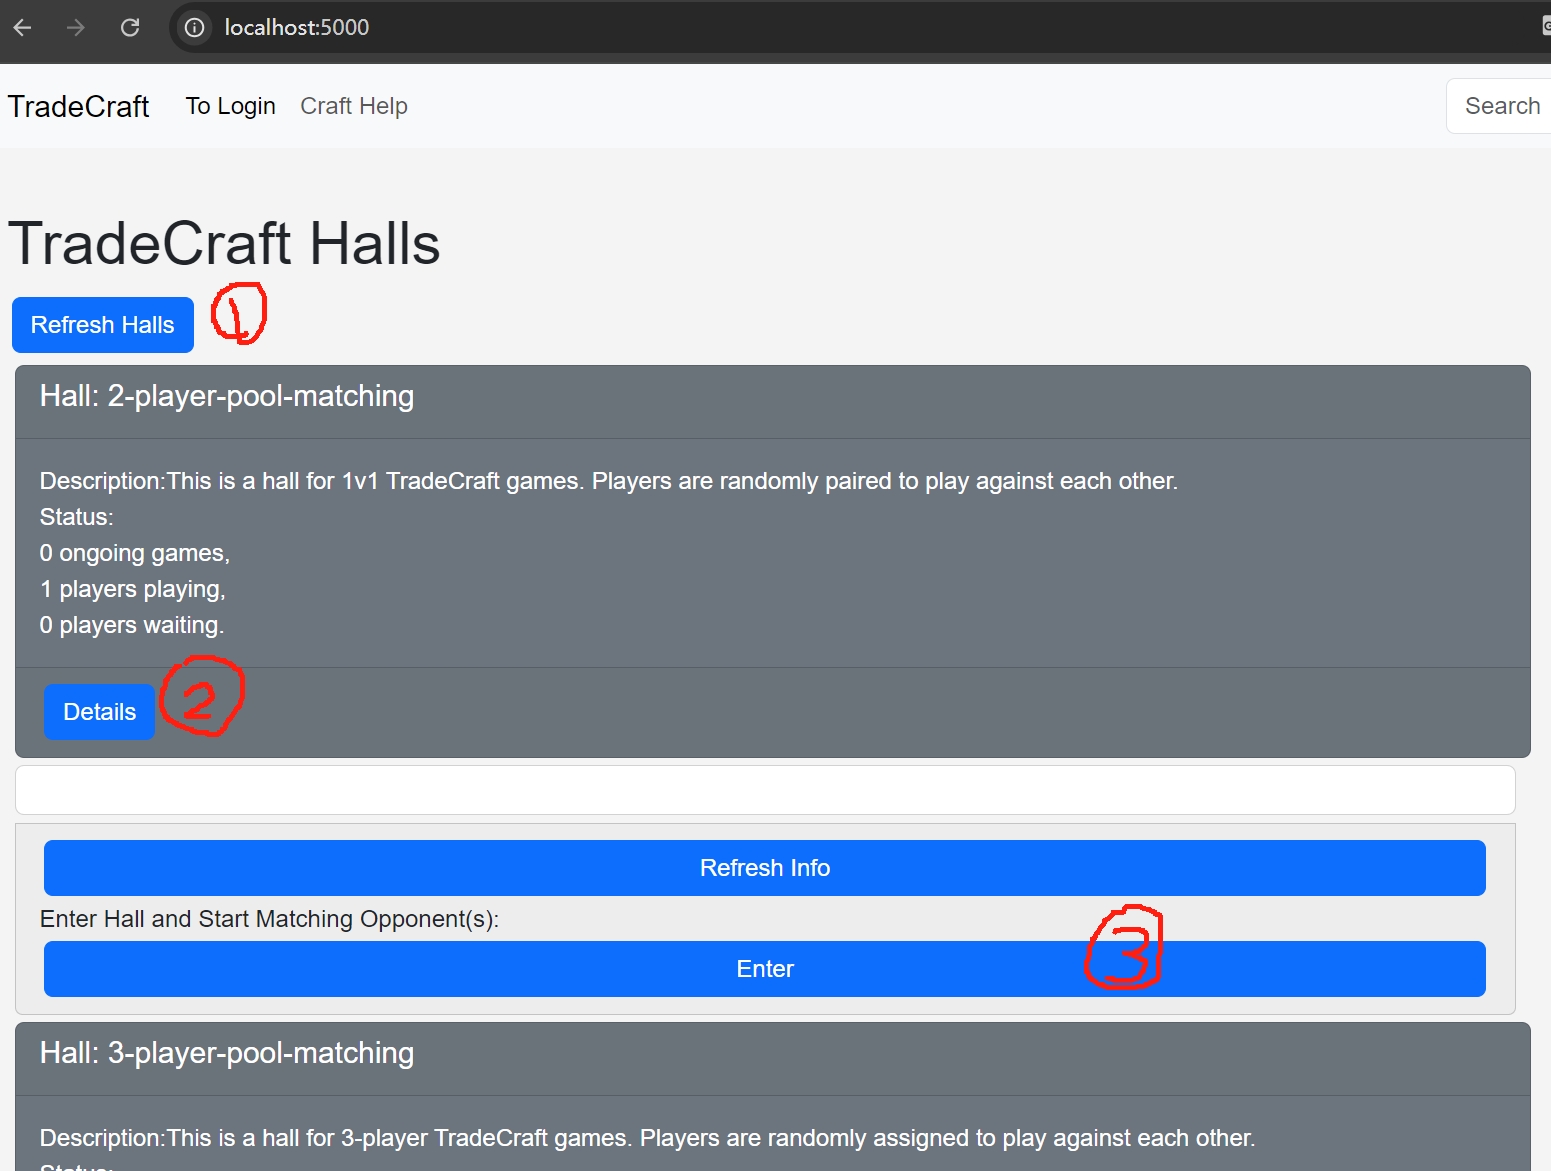 localhost:5000
TradeCraft To Login Craft Help Search
TradeCraft Halls
Refresh Halls 1
Hall: 2-player-pool-matching
Description:This is a hall for 1v1 TradeCraft games. Players are randomly paired to play against each other.
Status:
0 ongoing games,
1 players playing,
0 players waiting.
Details 2
Refresh Info
Enter Hall and Start Matching Opponent(s):
Enter 3
Hall: 3-player-pool-matching
Description:This is a hall for 3-player TradeCraft games. Players are randomly assigned to play against each other.
Status: